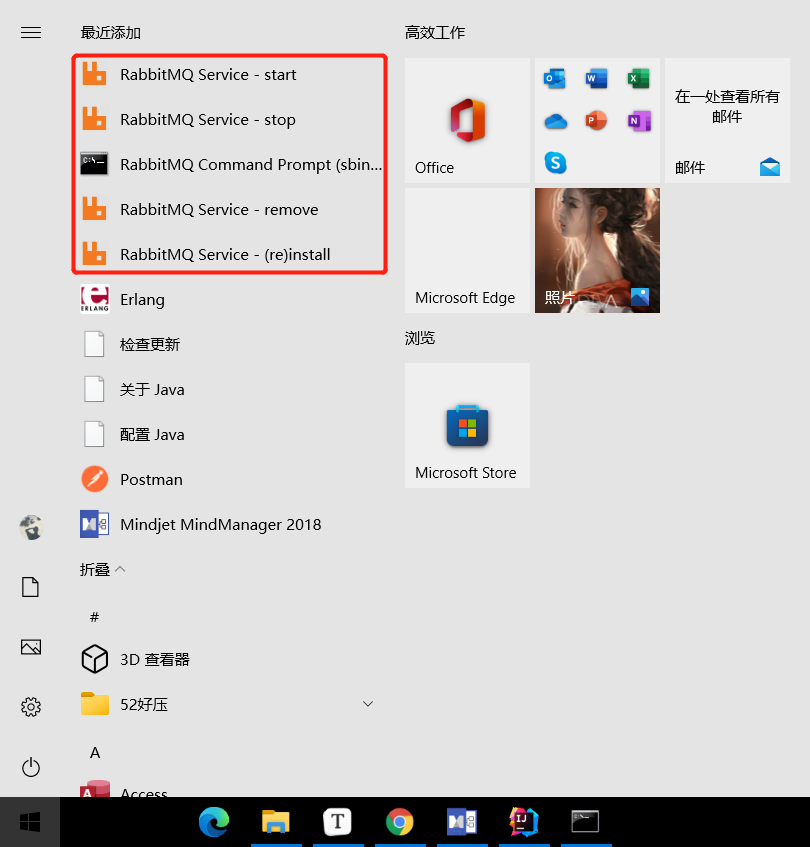 最近添加
RabbitMQ Service - start
RabbitMQ Service - stop
RabbitMQ Command Prompt (sbin...
RabbitMQ Service - remove
RabbitMQ Service - (re)install
ERLANG
Erlang
检查更新
关于 Java
配置 Java
Postman
Mindjet MindManager 2018
折叠
#
3D 查看器
52好压
A
Access
高效工作
Office
在一处查看所有
邮件
邮件
Microsoft Edge
照片
浏览
Microsoft Store